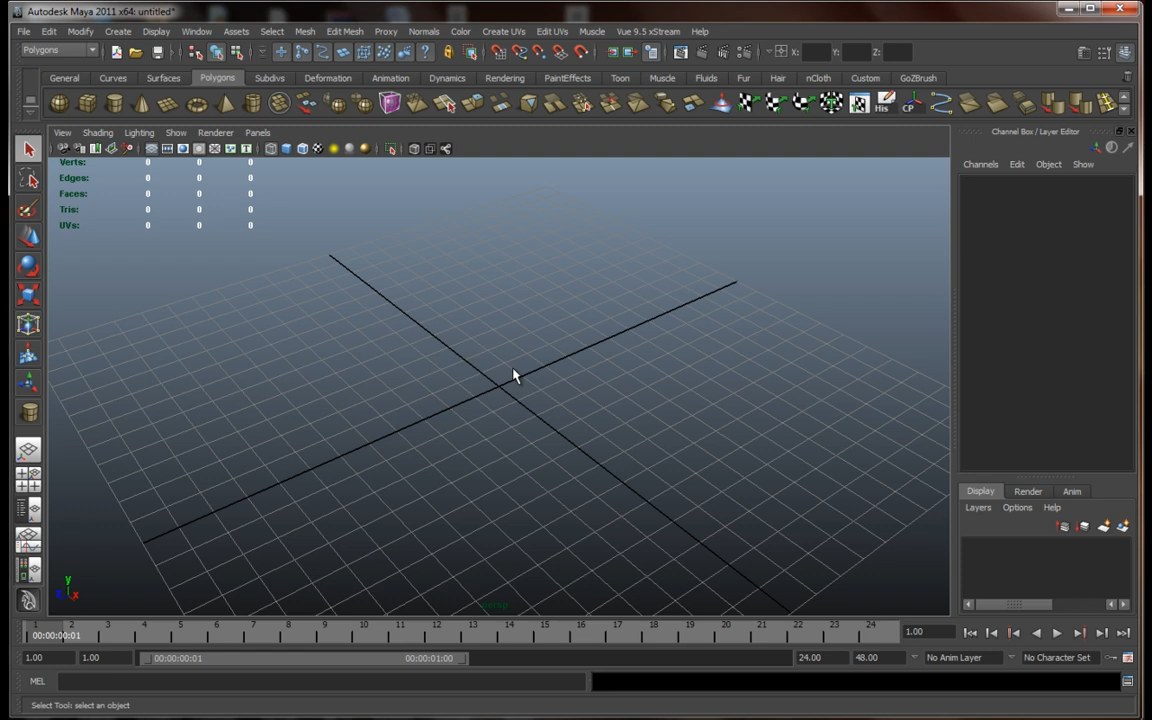 Autodesk Maya 2011 x64: untitled*
File Edit Modify Create Display Window Assets Select Mesh Edit Mesh Proxy Normals Color Create UVs Edit UVs Muscle Vue 9.5 xStream Help
Polygons X: Y: Z:
General Curves Surfaces Polygons Subdivs Deformation Animation Dynamics Rendering PaintEffects Toon Muscle Fluids Fur Hair nCloth Custom GoZBrush
His CP
View Shading Lighting Show Renderer Panels
Channel Box / Layer Editor
Channels Edit Object Show
Verts: 0 0 0
Edges: 0 0 0
Faces: 0 0 0
Tris: 0 0 0
UVs: 0 0 0
Display Render Anim
Layers Options Help
y
x
persp
1 2 3 4 5 6 7 8 9 10 11 12 13 14 15 16 17 18 19 20 21 22 23 24
00:00:00:01
1.00
1.00 1.00 00:00:00:01 00:00:01:00 24.00 48.00 No Anim Layer No Character Set
MEL
Select Tool: select an object